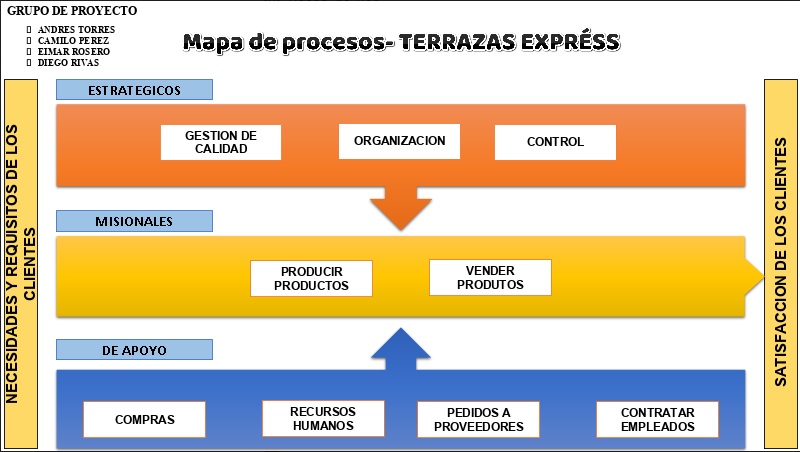 GRUPO DE PROYECTO
ANDRES TORRES
CAMILO PEREZ
EIMAR ROSERO
DIEGO RIVAS
Mapa de procesos- TERRAZAS EXPRÉSS
NECESIDADES Y REQUISITOS DE LOS
CLIENTES
ESTRATEGICOS
GESTION DE
CALIDAD
ORGANIZACION
CONTROL
MISIONALES
PRODUCIR
PRODUCTOS
VENDER
PRODUTOS
DE APOYO
COMPRAS
RECURSOS
HUMANOS
PEDIDOS A
PROVEEDORES
CONTRATAR
EMPLEADOS
SATISFACCION DE LOS CLIENTES